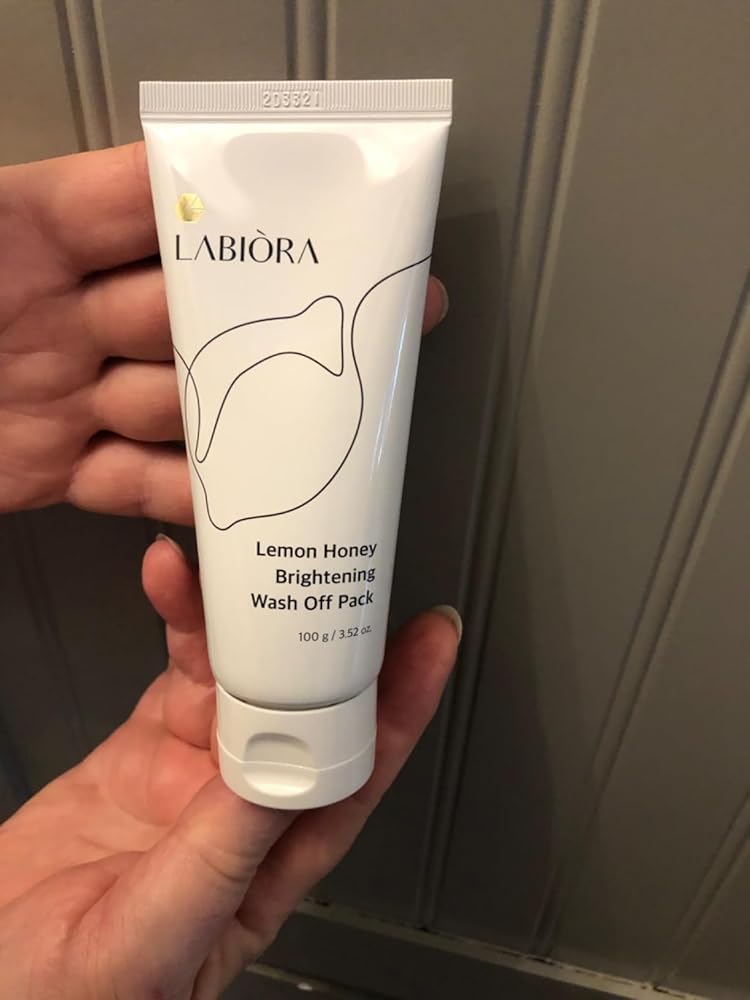 203321
LABIÒRA
Lemon Honey
Brightening
Wash Off Pack
100 g / 3.52 oz.